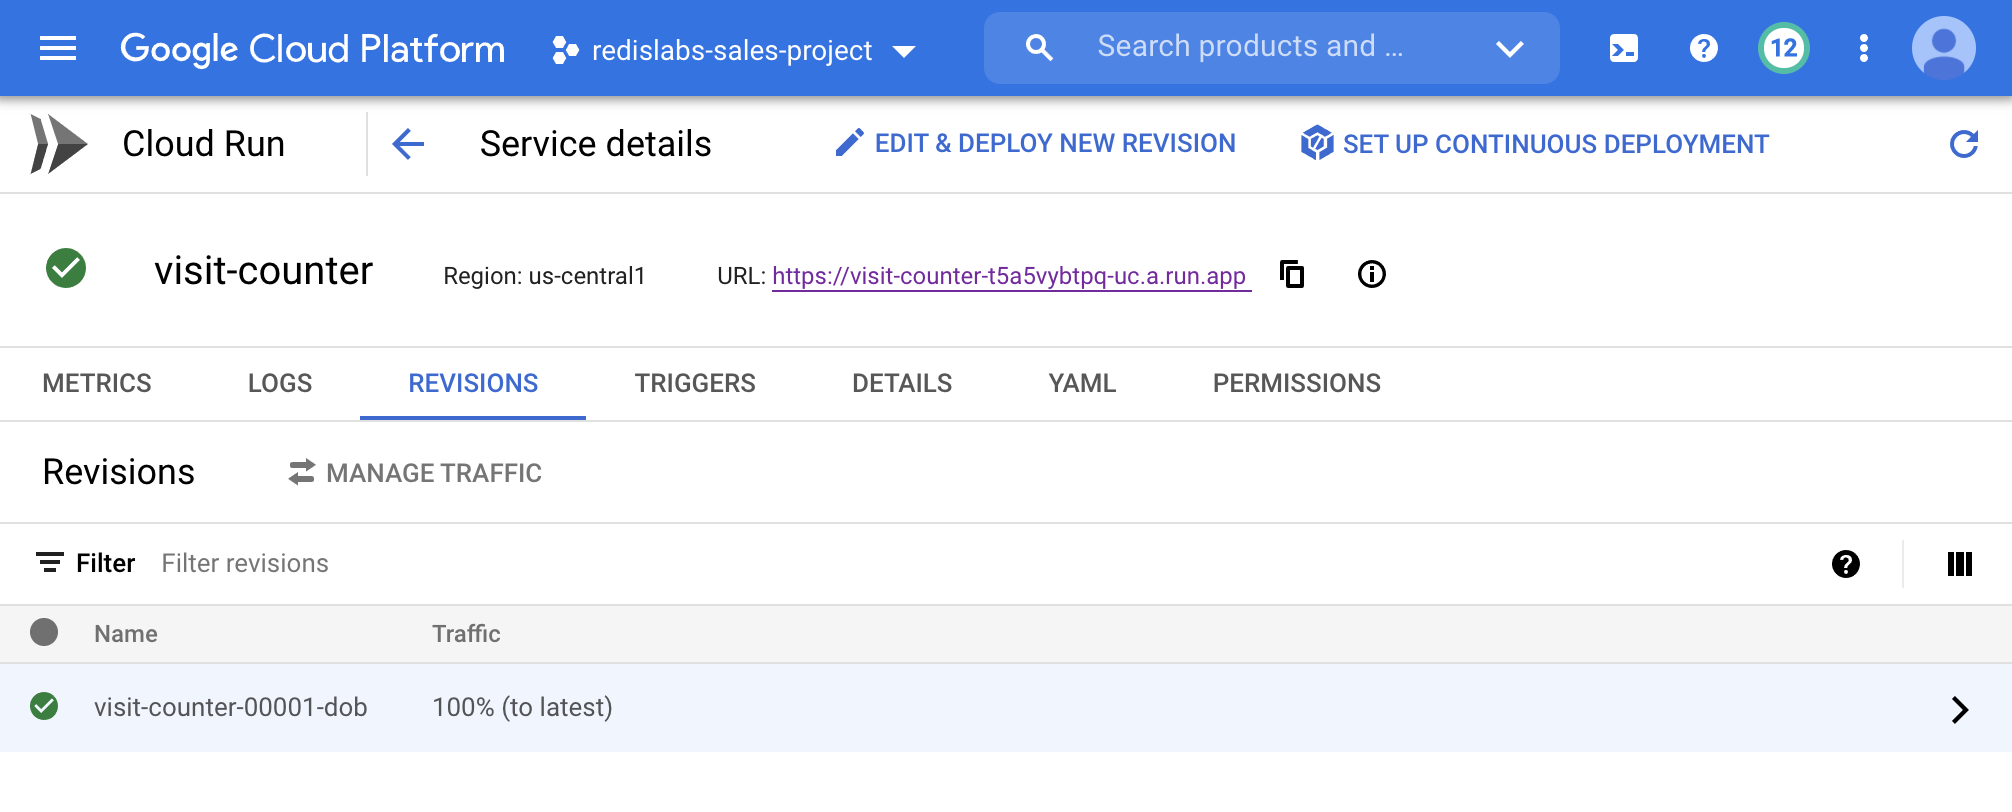 Google Cloud Platform redislabs-sales-project Search products and ... 12
Cloud Run Service details EDIT & DEPLOY NEW REVISION SET UP CONTINUOUS DEPLOYMENT
visit-counter Region: us-central1 URL: https://visit-counter-t5a5vybtpq-uc.a.run.app
METRICS LOGS REVISIONS TRIGGERS DETAILS YAML PERMISSIONS
Revisions MANAGE TRAFFIC
Filter Filter revisions
Name Traffic
visit-counter-00001-dob 100% (to latest)